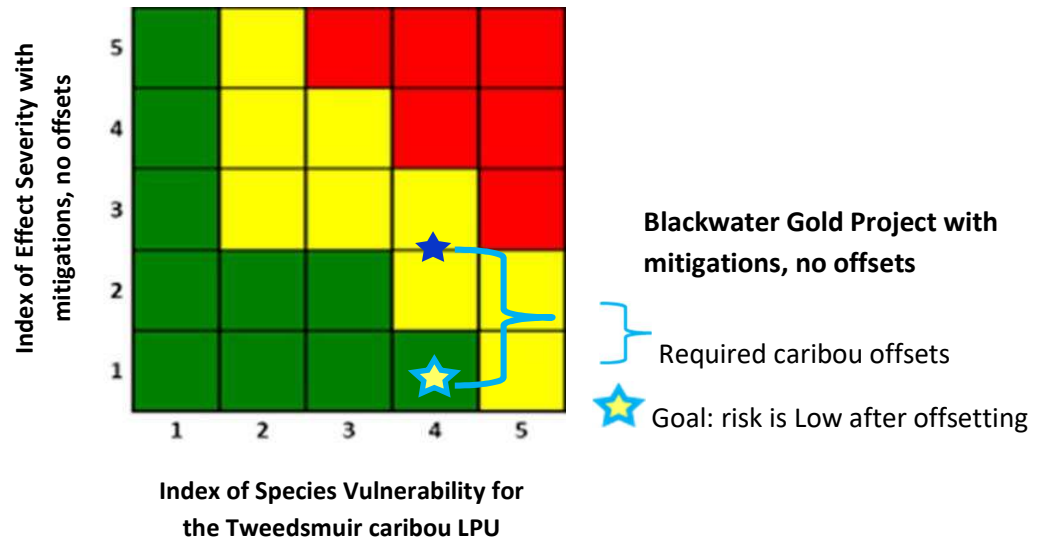 Index of Effect Severity with
mitigations, no offsets
5
4
3
2
1
1 2 3 4 5
Index of Species Vulnerability for
the Tweedsmuir caribou LPU
Blackwater Gold Project with
mitigations, no offsets
Required caribou offsets
Goal: risk is Low after offsetting